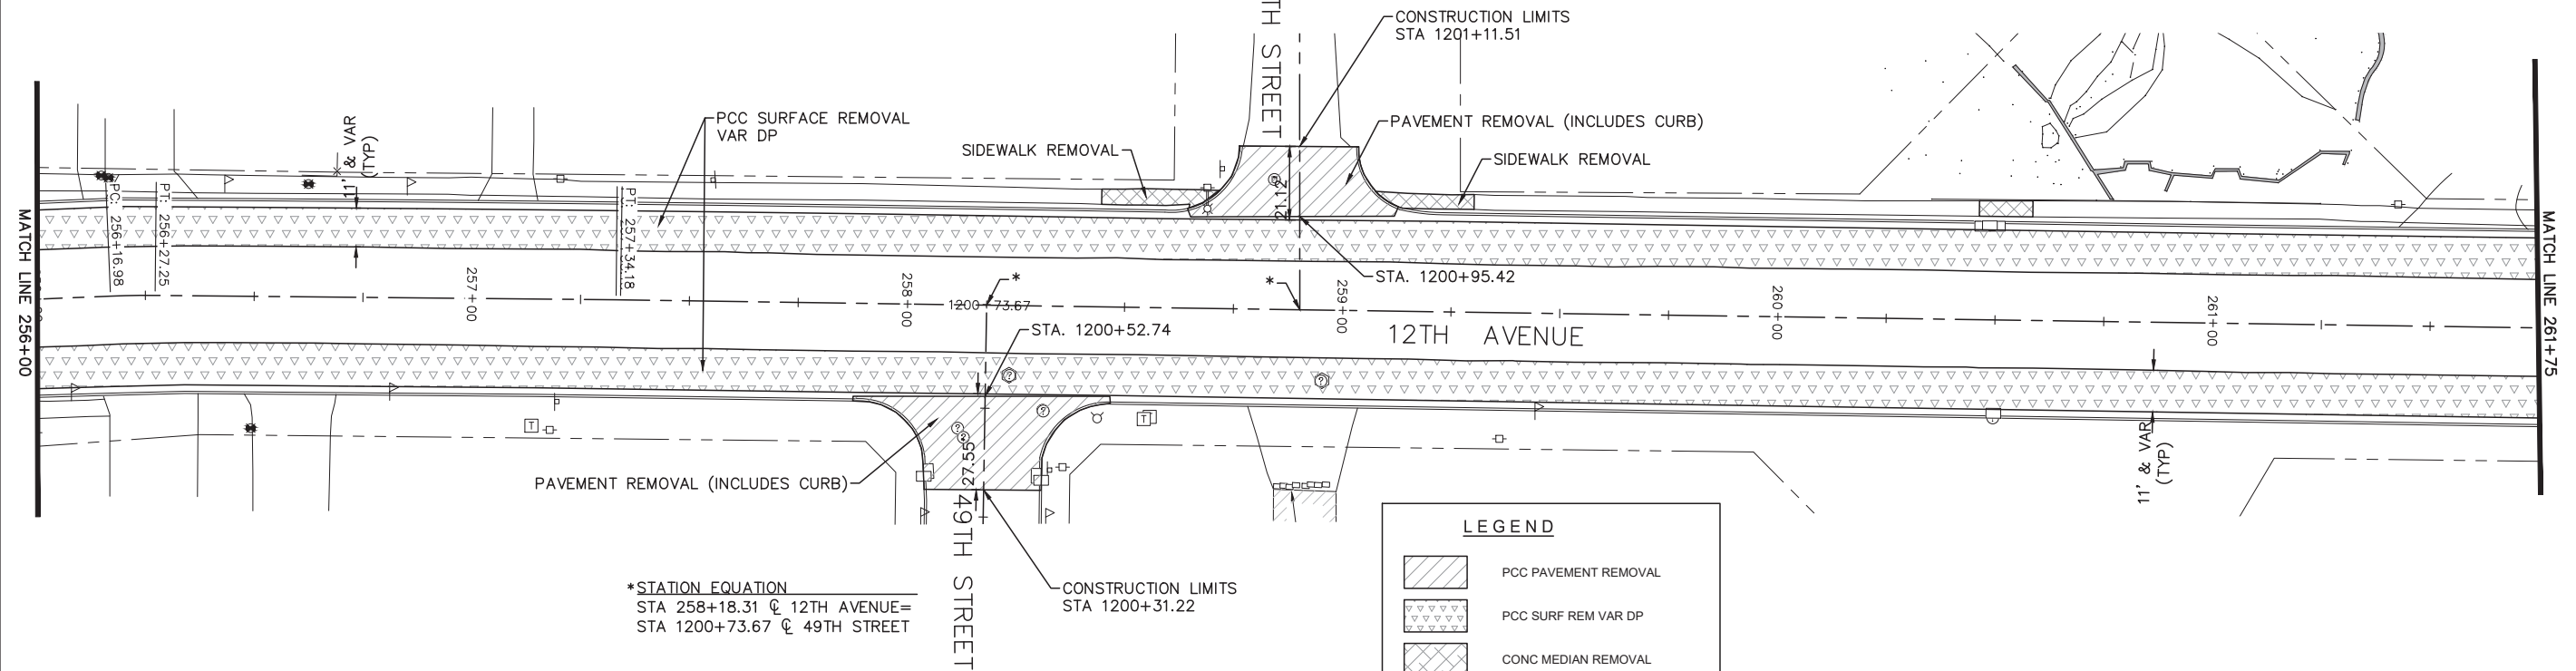 TH STREET
CONSTRUCTION LIMITS
STA 1201+11.51
PCC SURFACE REMOVAL
VAR DP
11' & VAR
(TYP)
SIDEWALK REMOVAL
PAVEMENT REMOVAL (INCLUDES CURB)
SIDEWALK REMOVAL
21.12
MATCH LINE 256+00
PC: 256+16.98
PT: 256+27.25
PT: 257+34.18
257+00
258+00
1200+73.67
*
*
STA. 1200+95.42
259+00
260+00
261+00
MATCH LINE 261+75
STA. 1200+52.74
12TH AVENUE
?
?
?
?
?
T
T
27.55
PAVEMENT REMOVAL (INCLUDES CURB)
49TH STREET
11' & VAR
(TYP)
CONSTRUCTION LIMITS
STA 1200+31.22
*STATION EQUATION
STA 258+18.31 ℄ 12TH AVENUE=
STA 1200+73.67 ℄ 49TH STREET
LEGEND
PCC PAVEMENT REMOVAL
PCC SURF REM VAR DP
CONC MEDIAN REMOVAL